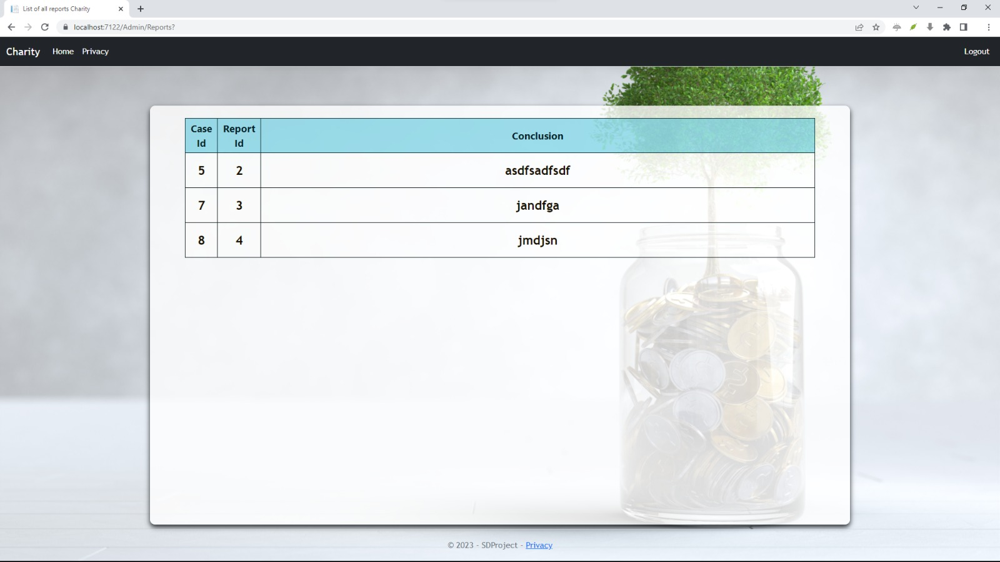 List of all reports Charity
localhost:7122/Admin/Reports?
Charity Home Privacy Logout
Case Id Report Id Conclusion
5 2 asdfsadfsdf
7 3 jandfga
8 4 jmdjsn
© 2023 - SDProject - Privacy